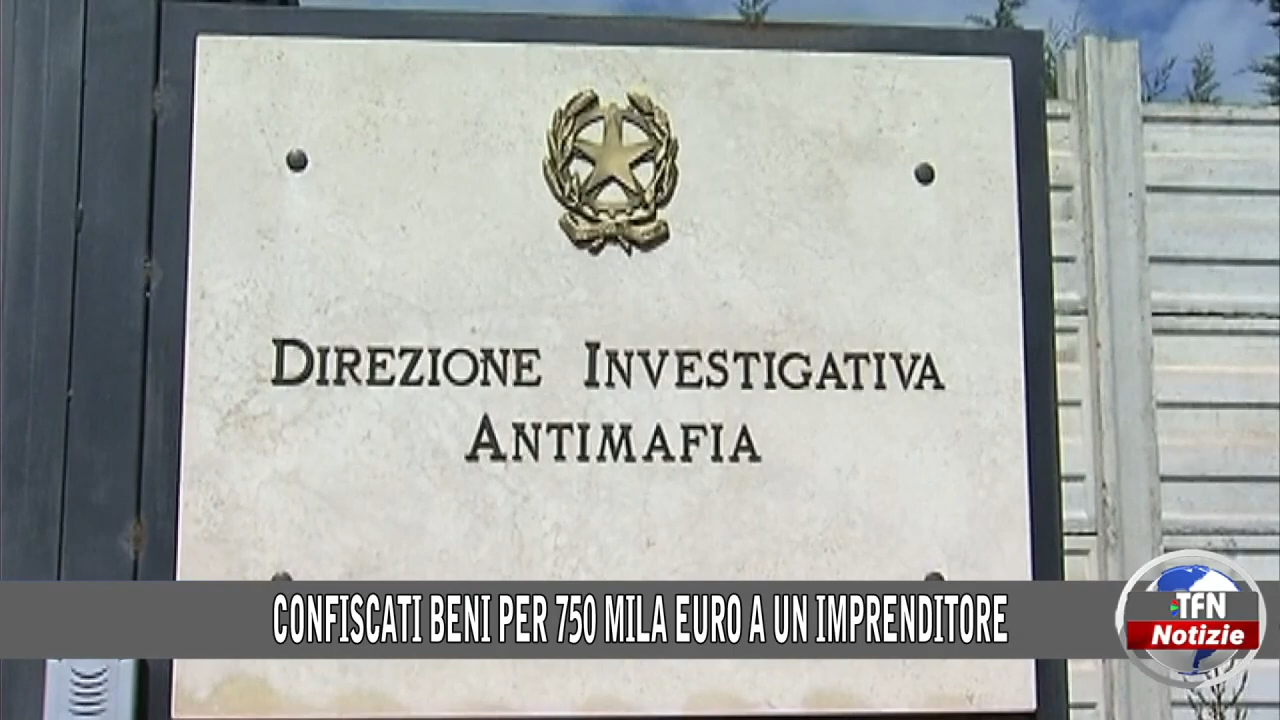 DIREZIONE INVESTIGATIVA
ANTIMAFIA
CONFISCATI BENI PER 750 MILA EURO A UN IMPRENDITORE
TFN
Notizie